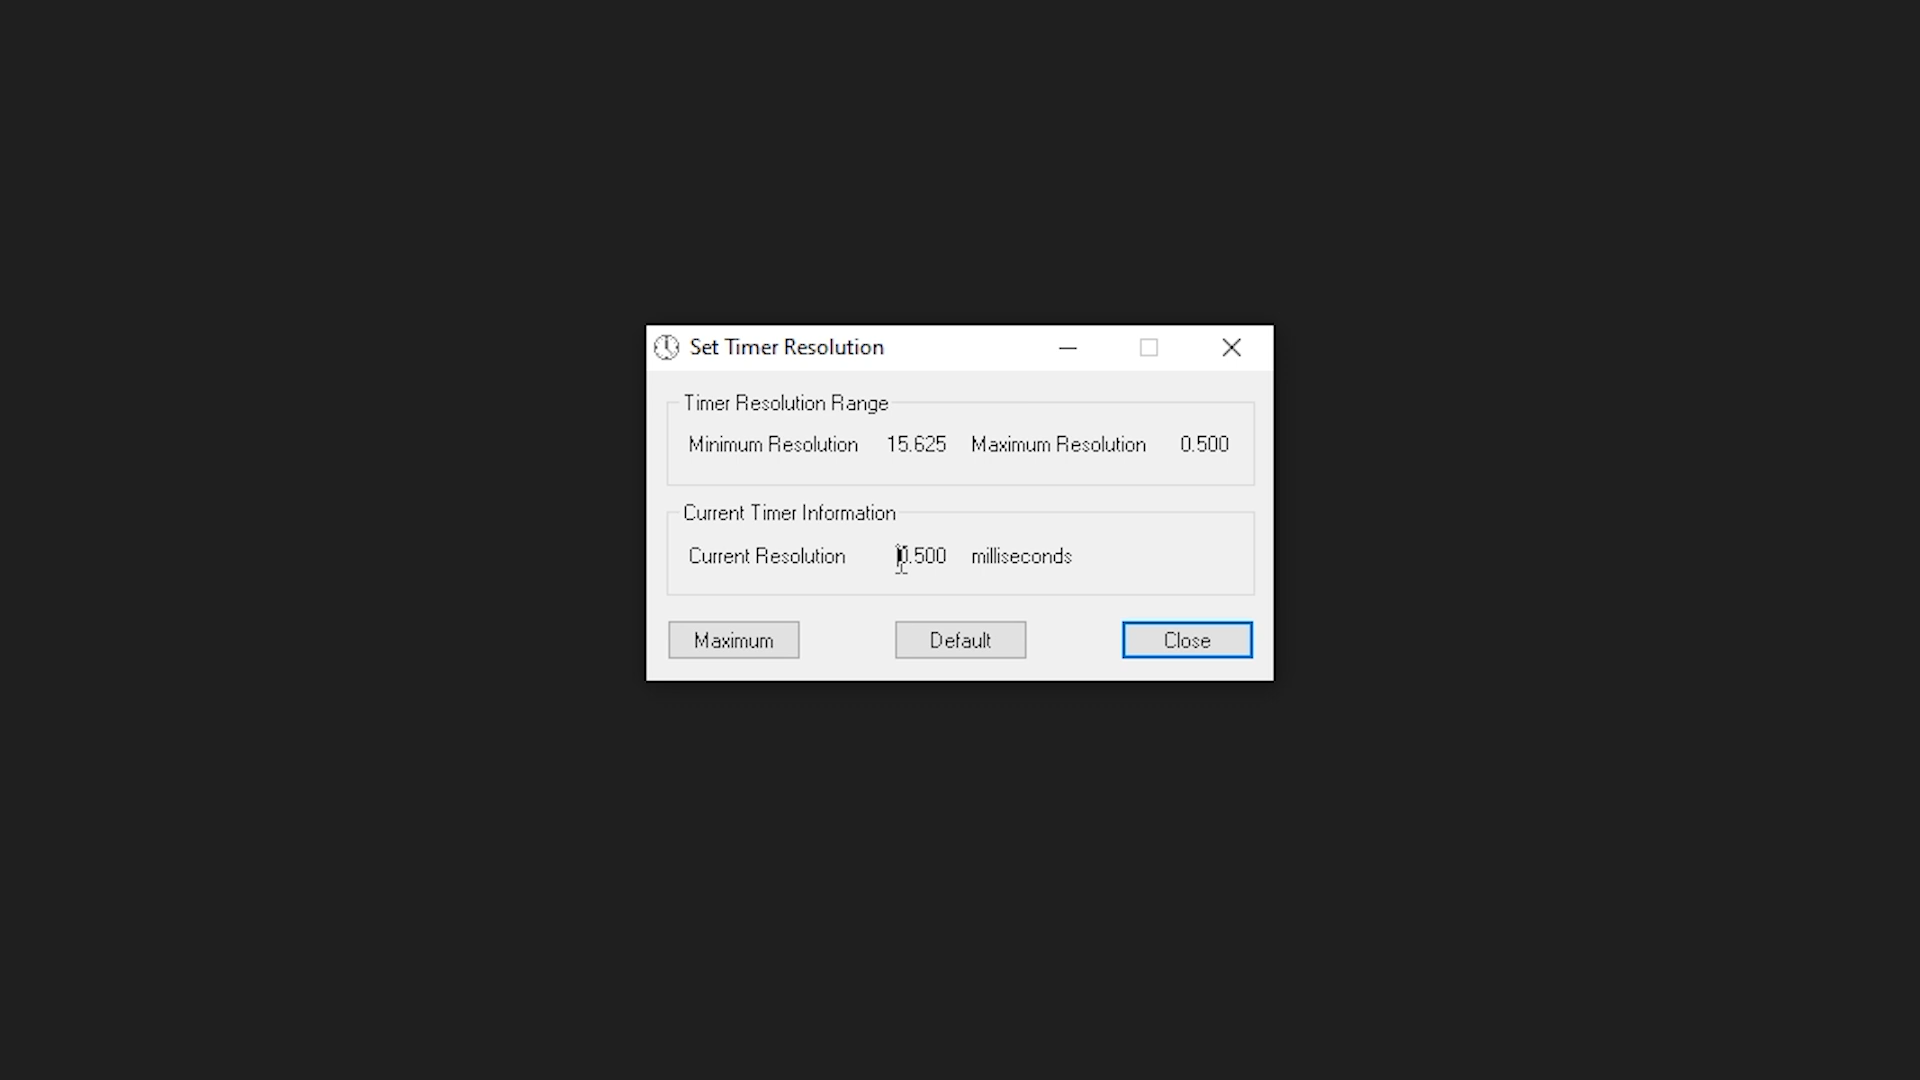 Set Timer Resolution
Timer Resolution Range
Minimum Resolution 15.625 Maximum Resolution 0.500
Current Timer Information
Current Resolution 0.500 milliseconds
Maximum Default Close